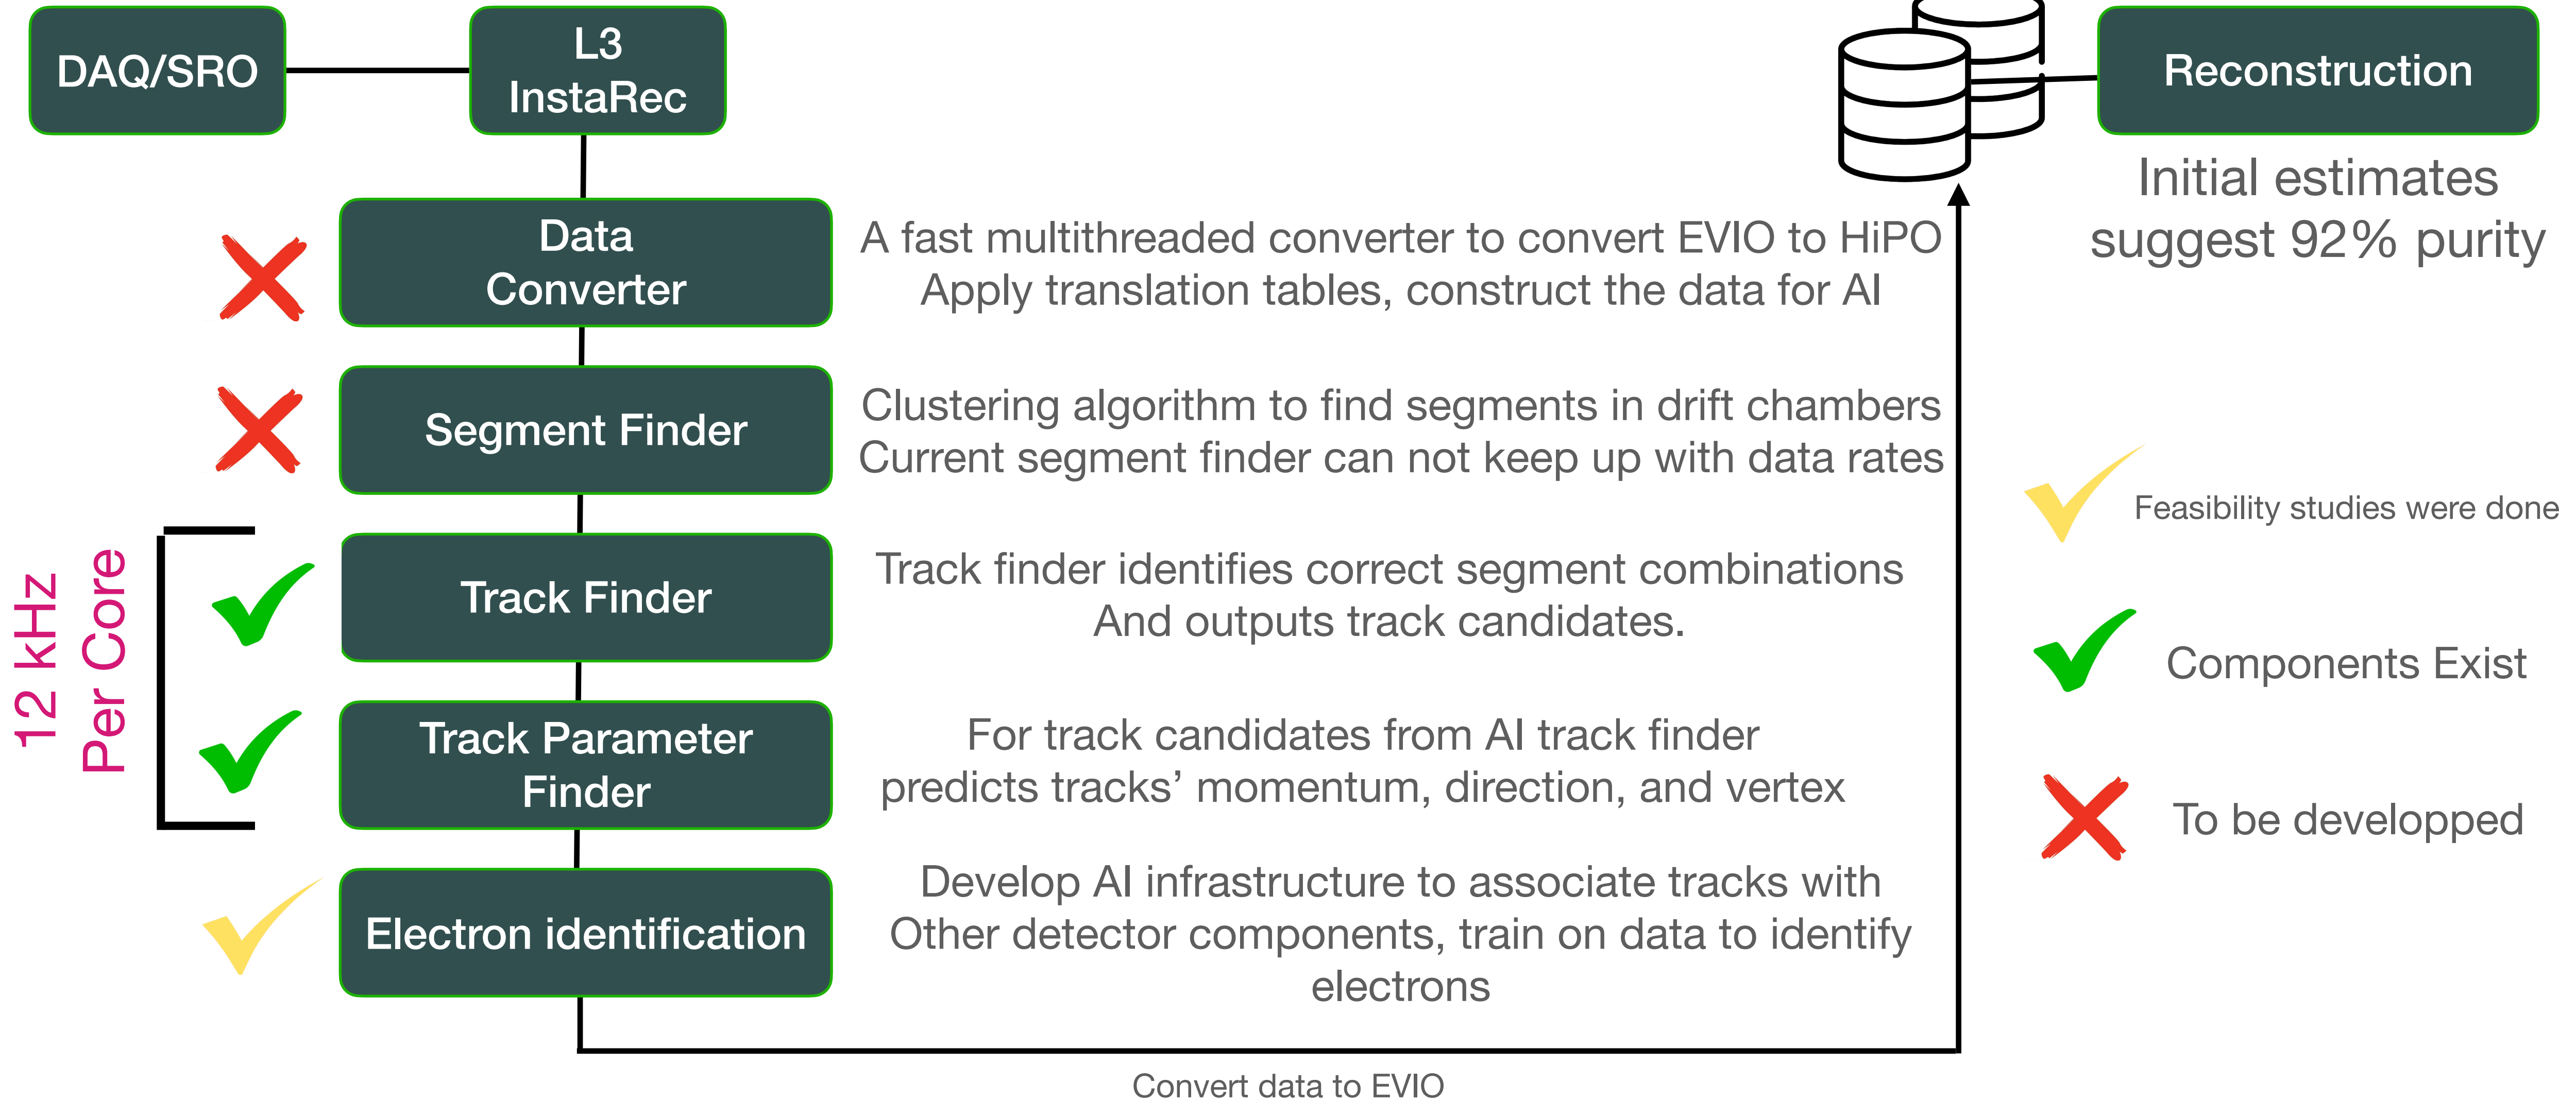 DAQ/SRO
L3
InstaRec
Reconstruction
Initial estimates
suggest 92% purity
Data
Converter
A fast multithreaded converter to convert EVIO to HiPO
Apply translation tables, construct the data for AI
Segment Finder
Clustering algorithm to find segments in drift chambers
Current segment finder can not keep up with data rates
12 kHz
Per Core
Track Finder
Track finder identifies correct segment combinations
And outputs track candidates.
Track Parameter
Finder
For track candidates from AI track finder
predicts tracks’ momentum, direction, and vertex
Electron identification
Develop AI infrastructure to associate tracks with
Other detector components, train on data to identify
electrons
Convert data to EVIO
Feasibility studies were done
Components Exist
To be developped